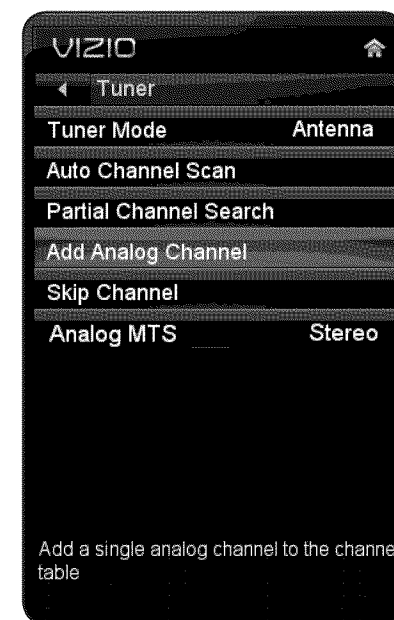 VIZIO
Tuner
Tuner Mode Antenna
Auto Channel Scan
Partial Channel Search
Add Analog Channel
Skip Channel
Analog MTS Stereo
Add a single analog channel to the channe
table